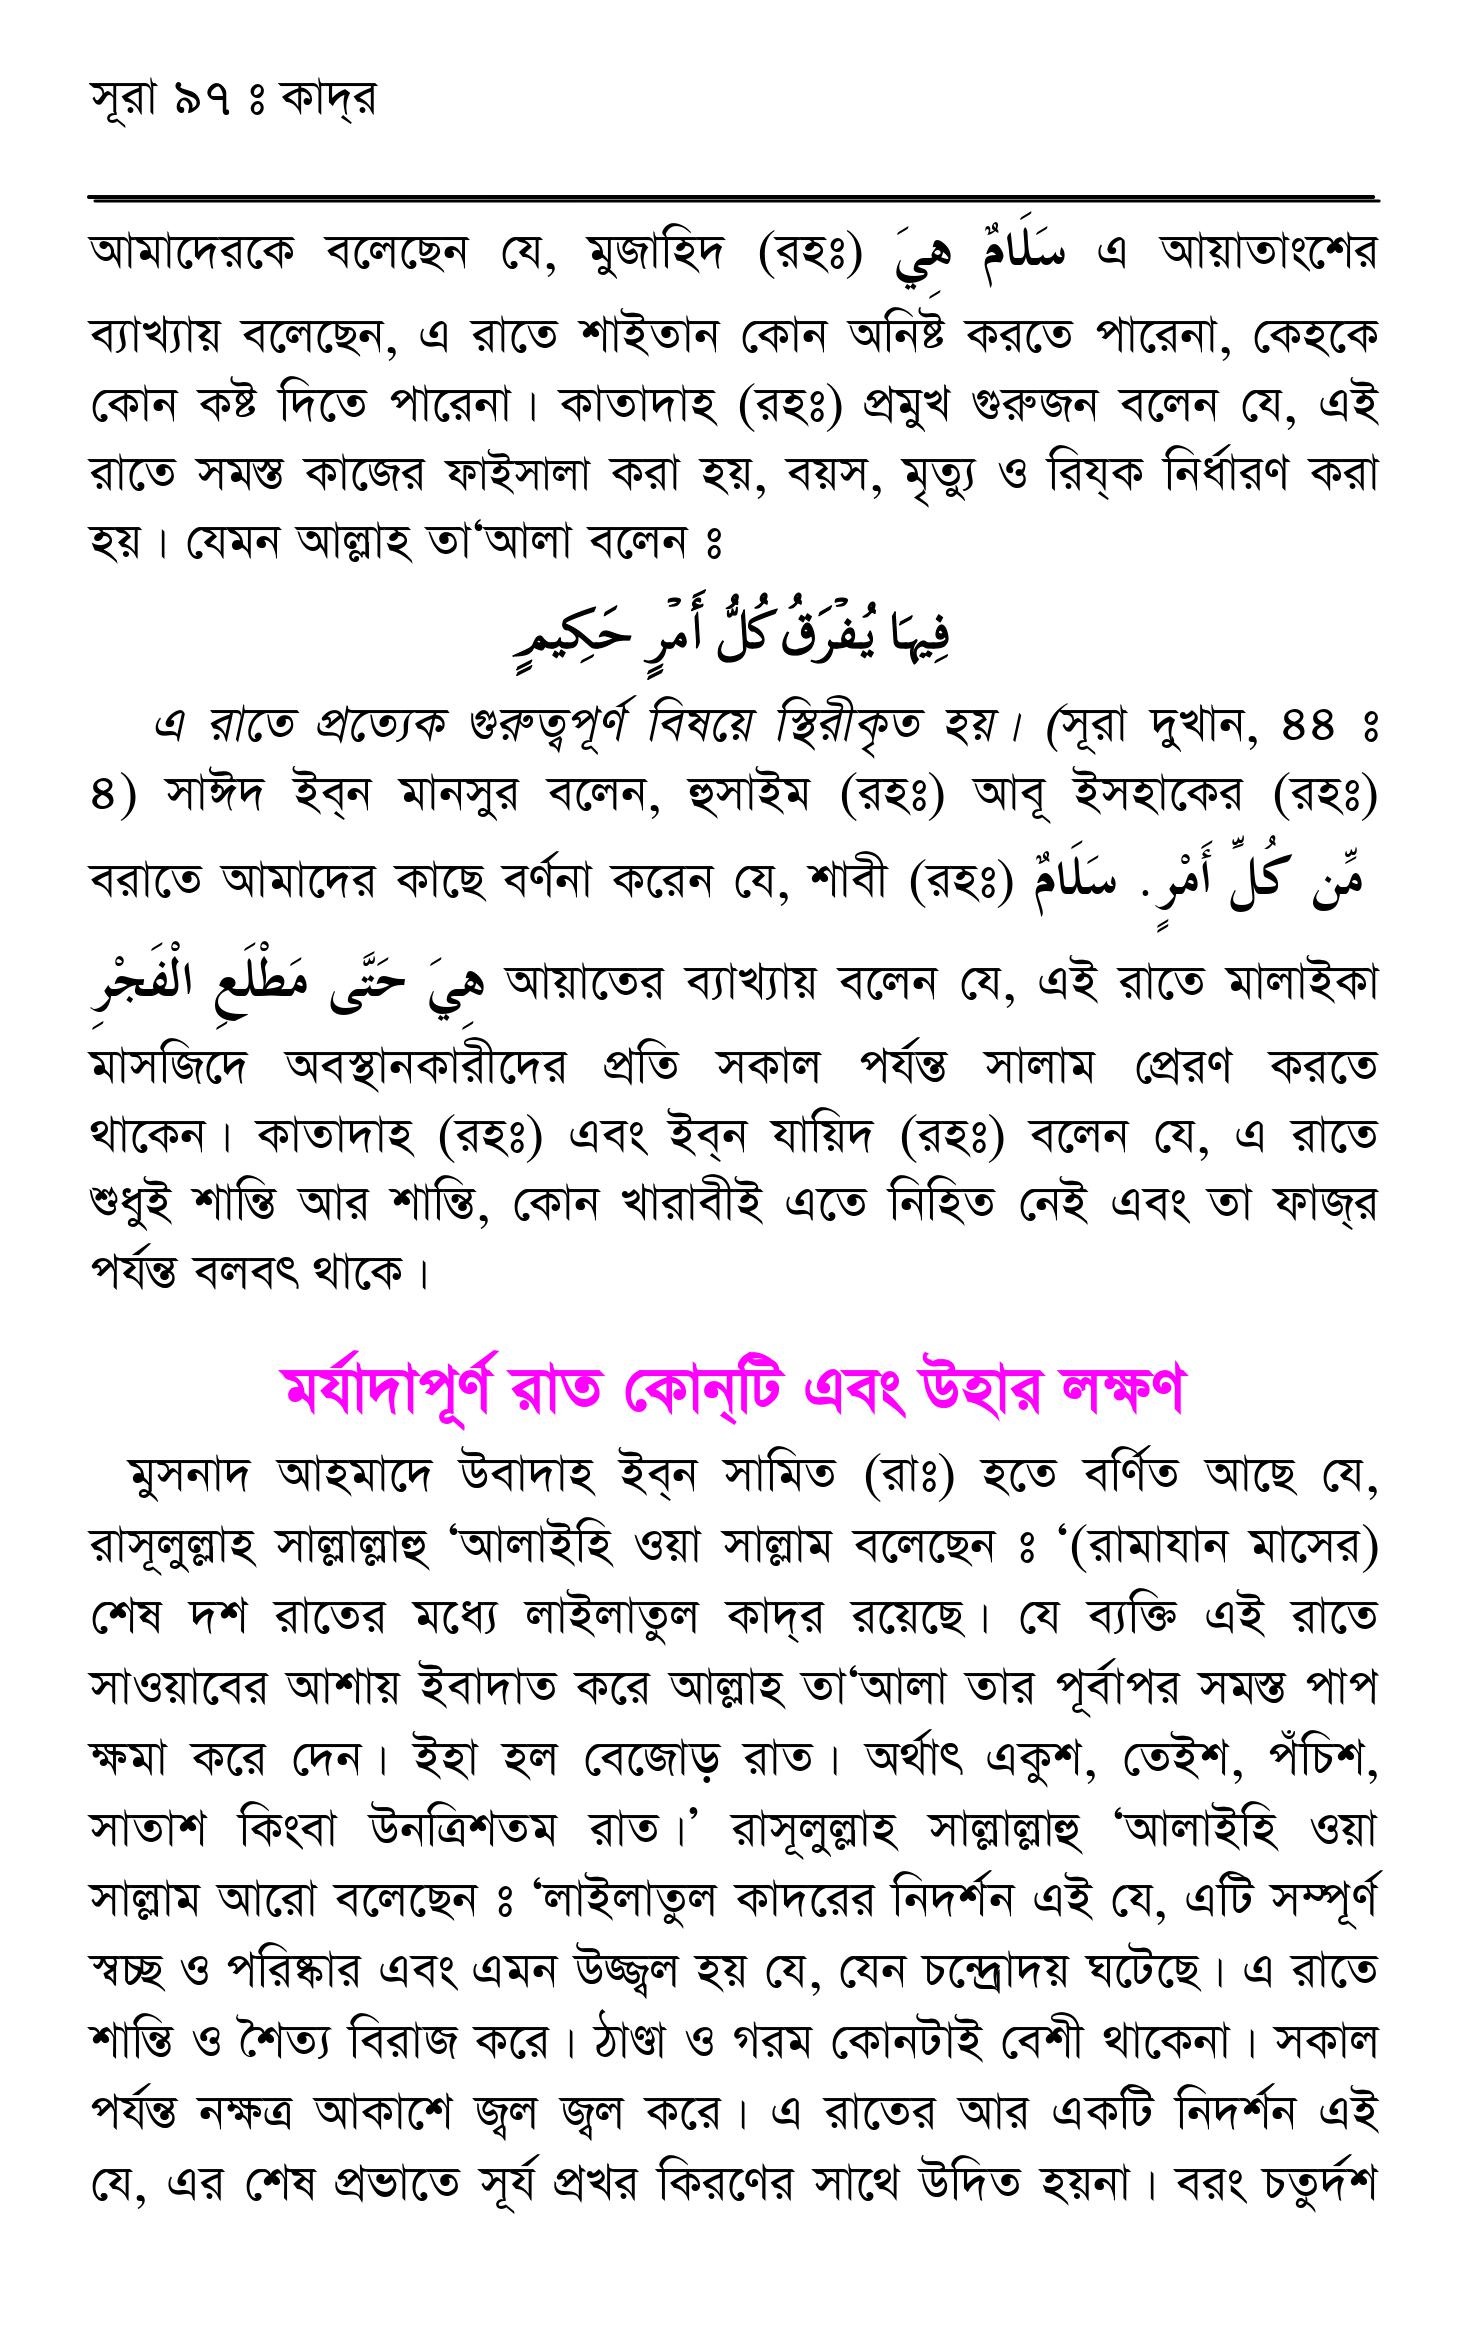 সূরা ৯৭ ঃ কাদ্‌র
আমাদেরকে বলেছেন যে, মুজাহিদ (রহঃ) سَلَامٌ هِيَ এ আয়াতাংশের
ব্যাখ্যায় বলেছেন, এ রাতে শাইতান কোন অনিষ্ট করতে পারেনা, কেহকে
কোন কষ্ট দিতে পারেনা। কাতাদাহ (রহঃ) প্রমুখ গুরুজন বলেন যে, এই
রাতে সমস্ত কাজের ফাইসালা করা হয়, বয়স, মৃত্যু ও রিয্‌ক নির্ধারণ করা
হয়। যেমন আল্লাহ তা‘আলা বলেন ঃ
فِيهَا يُفْرَقُ كُلُّ أَمْرٍ حَكِيمٍ
এ রাতে প্রত্যেক গুরুত্বপূর্ণ বিষয়ে স্থিরীকৃত হয়। (সূরা দুখান, ৪৪ ঃ
৪) সাঈদ ইব্‌ন মানসুর বলেন, হুসাইম (রহঃ) আবূ ইসহাকের (রহঃ)
বরাতে আমাদের কাছে বর্ণনা করেন যে, শাবী (রহঃ) مِّن كُلِّ أَمْرٍ. سَلَامٌ
هِيَ حَتَّى مَطْلَعِ الْفَجْرِ আয়াতের ব্যাখ্যায় বলেন যে, এই রাতে মালাইকা
মাসজিদে অবস্থানকারীদের প্রতি সকাল পর্যন্ত সালাম প্রেরণ করতে
থাকেন। কাতাদাহ (রহঃ) এবং ইব্‌ন যায়িদ (রহঃ) বলেন যে, এ রাতে
শুধুই শান্তি আর শান্তি, কোন খারাবীই এতে নিহিত নেই এবং তা ফাজ্‌র
পর্যন্ত বলবৎ থাকে।
মর্যাদাপূর্ণ রাত কোন্‌টি এবং উহার লক্ষণ
মুসনাদ আহমাদে উবাদাহ ইব্‌ন সামিত (রাঃ) হতে বর্ণিত আছে যে,
রাসূলুল্লাহ সাল্লাল্লাহু ‘আলাইহি ওয়া সাল্লাম বলেছেন ঃ ‘(রামাযান মাসের)
শেষ দশ রাতের মধ্যে লাইলাতুল কাদ্‌র রয়েছে। যে ব্যক্তি এই রাতে
সাওয়াবের আশায় ইবাদাত করে আল্লাহ তা‘আলা তার পূর্বাপর সমস্ত পাপ
ক্ষমা করে দেন। ইহা হল বেজোড় রাত। অর্থাৎ একুশ, তেইশ, পঁচিশ,
সাতাশ কিংবা উনত্রিশতম রাত।’ রাসূলুল্লাহ সাল্লাল্লাহু ‘আলাইহি ওয়া
সাল্লাম আরো বলেছেন ঃ ‘লাইলাতুল কাদরের নিদর্শন এই যে, এটি সম্পূর্ণ
স্বচ্ছ ও পরিষ্কার এবং এমন উজ্জ্বল হয় যে, যেন চন্দ্রোদয় ঘটেছে। এ রাতে
শান্তি ও শৈত্য বিরাজ করে। ঠাণ্ডা ও গরম কোনটাই বেশী থাকেনা। সকাল
পর্যন্ত নক্ষত্র আকাশে জ্বল জ্বল করে। এ রাতের আর একটি নিদর্শন এই
যে, এর শেষ প্রভাতে সূর্য প্রখর কিরণের সাথে উদিত হয়না। বরং চতুর্দশ